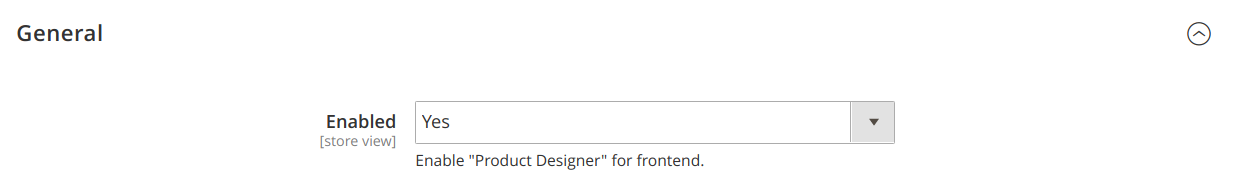 General
Enabled
Yes
[store view]
Enable "Product Designer" for frontend.